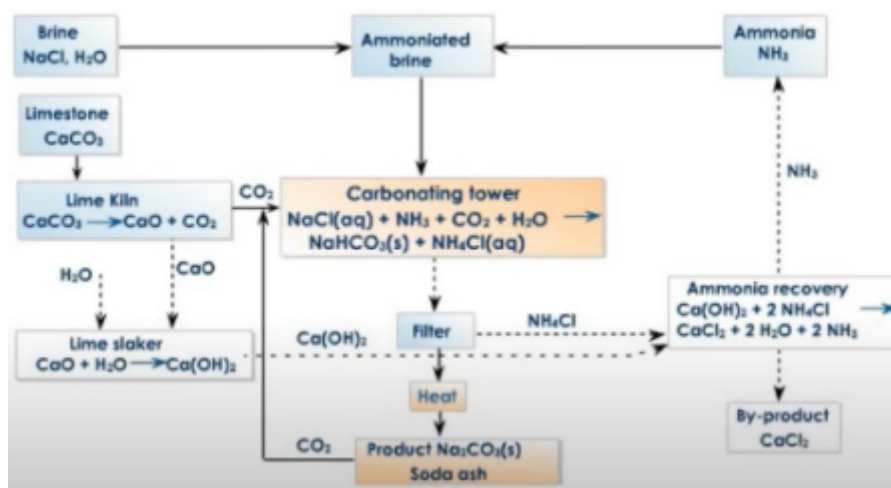 Brine
NaCl, H₂O
Ammoniated
brine
Ammonia
NH₃
Limestone
CaCO₃
NH₃
Lime Kiln
CaCO₃ → CaO + CO₂
CO₂
Carbonating tower
NaCl(aq) + NH₃ + CO₂ + H₂O →
NaHCO₃(s) + NH₄Cl(aq)
H₂O
CaO
Ammonia recovery
Ca(OH)₂ + 2 NH₄Cl →
CaCl₂ + 2 H₂O + 2 NH₃
Lime slaker
CaO + H₂O → Ca(OH)₂
Ca(OH)₂
Filter
NH₄Cl
Heat
By-product
CaCl₂
CO₂
Product Na₂CO₃(s)
Soda ash